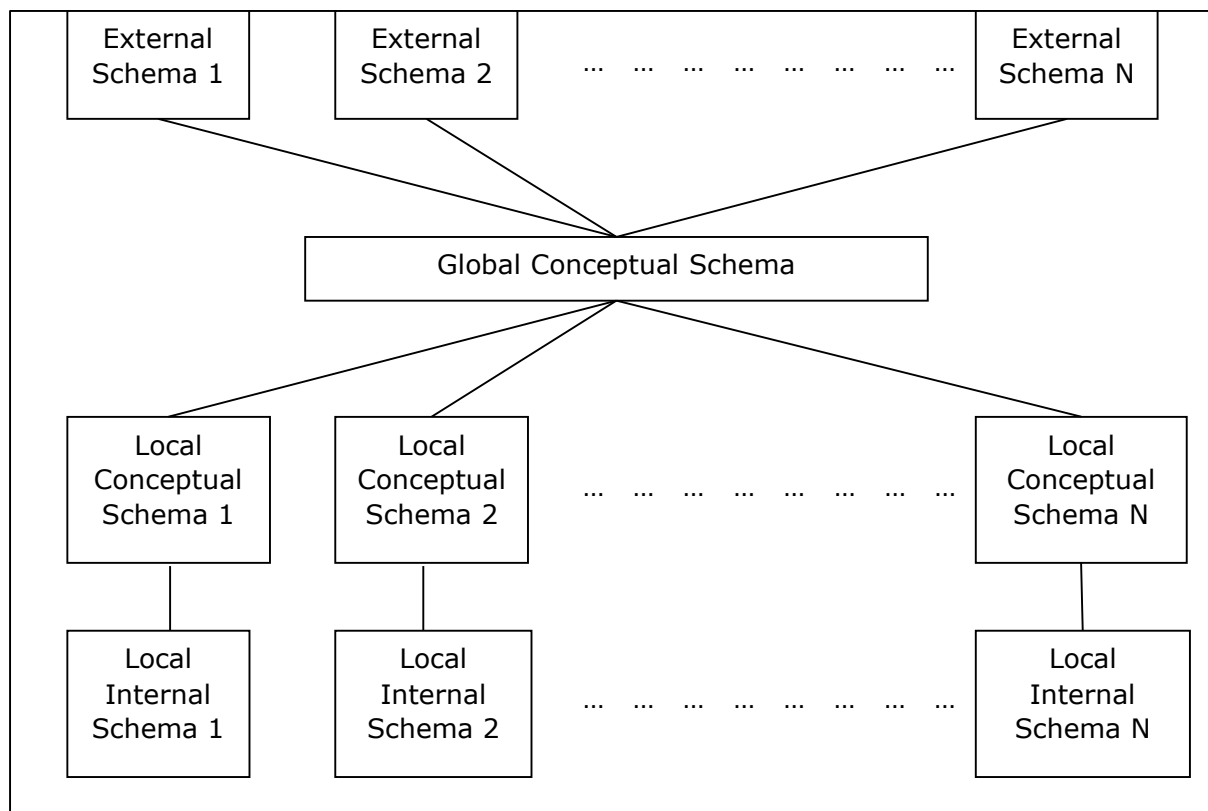 External
Schema 1
External
Schema 2
… … … … … … … …
External
Schema N
Global Conceptual Schema
Local
Conceptual
Schema 1
Local
Conceptual
Schema 2
… … … … … … … …
Local
Conceptual
Schema N
Local
Internal
Schema 1
Local
Internal
Schema 2
… … … … … … … …
Local
Internal
Schema N